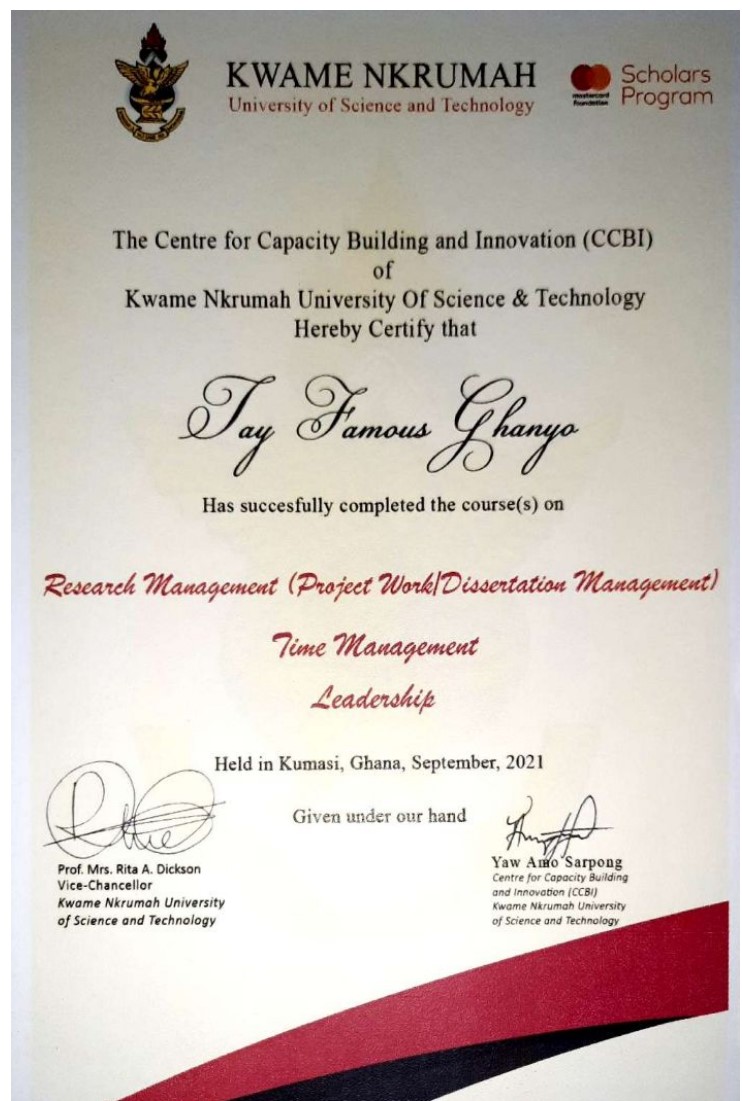 KWAME NKRUMAH
University of Science and Technology
mastercard
foundation
Scholars
Program
The Centre for Capacity Building and Innovation (CCBI)
of
Kwame Nkrumah University Of Science & Technology
Hereby Certify that
Tay Famous Ghanyo
Has succesfully completed the course(s) on
Research Management (Project Work/Dissertation Management)
Time Management
Leadership
Held in Kumasi, Ghana, September, 2021
Given under our hand
Prof. Mrs. Rita A. Dickson
Vice-Chancellor
Kwame Nkrumah University
of Science and Technology
Yaw Amo Sarpong
Centre for Capacity Building
and Innovation (CCBI)
Kwame Nkrumah University
of Science and Technology